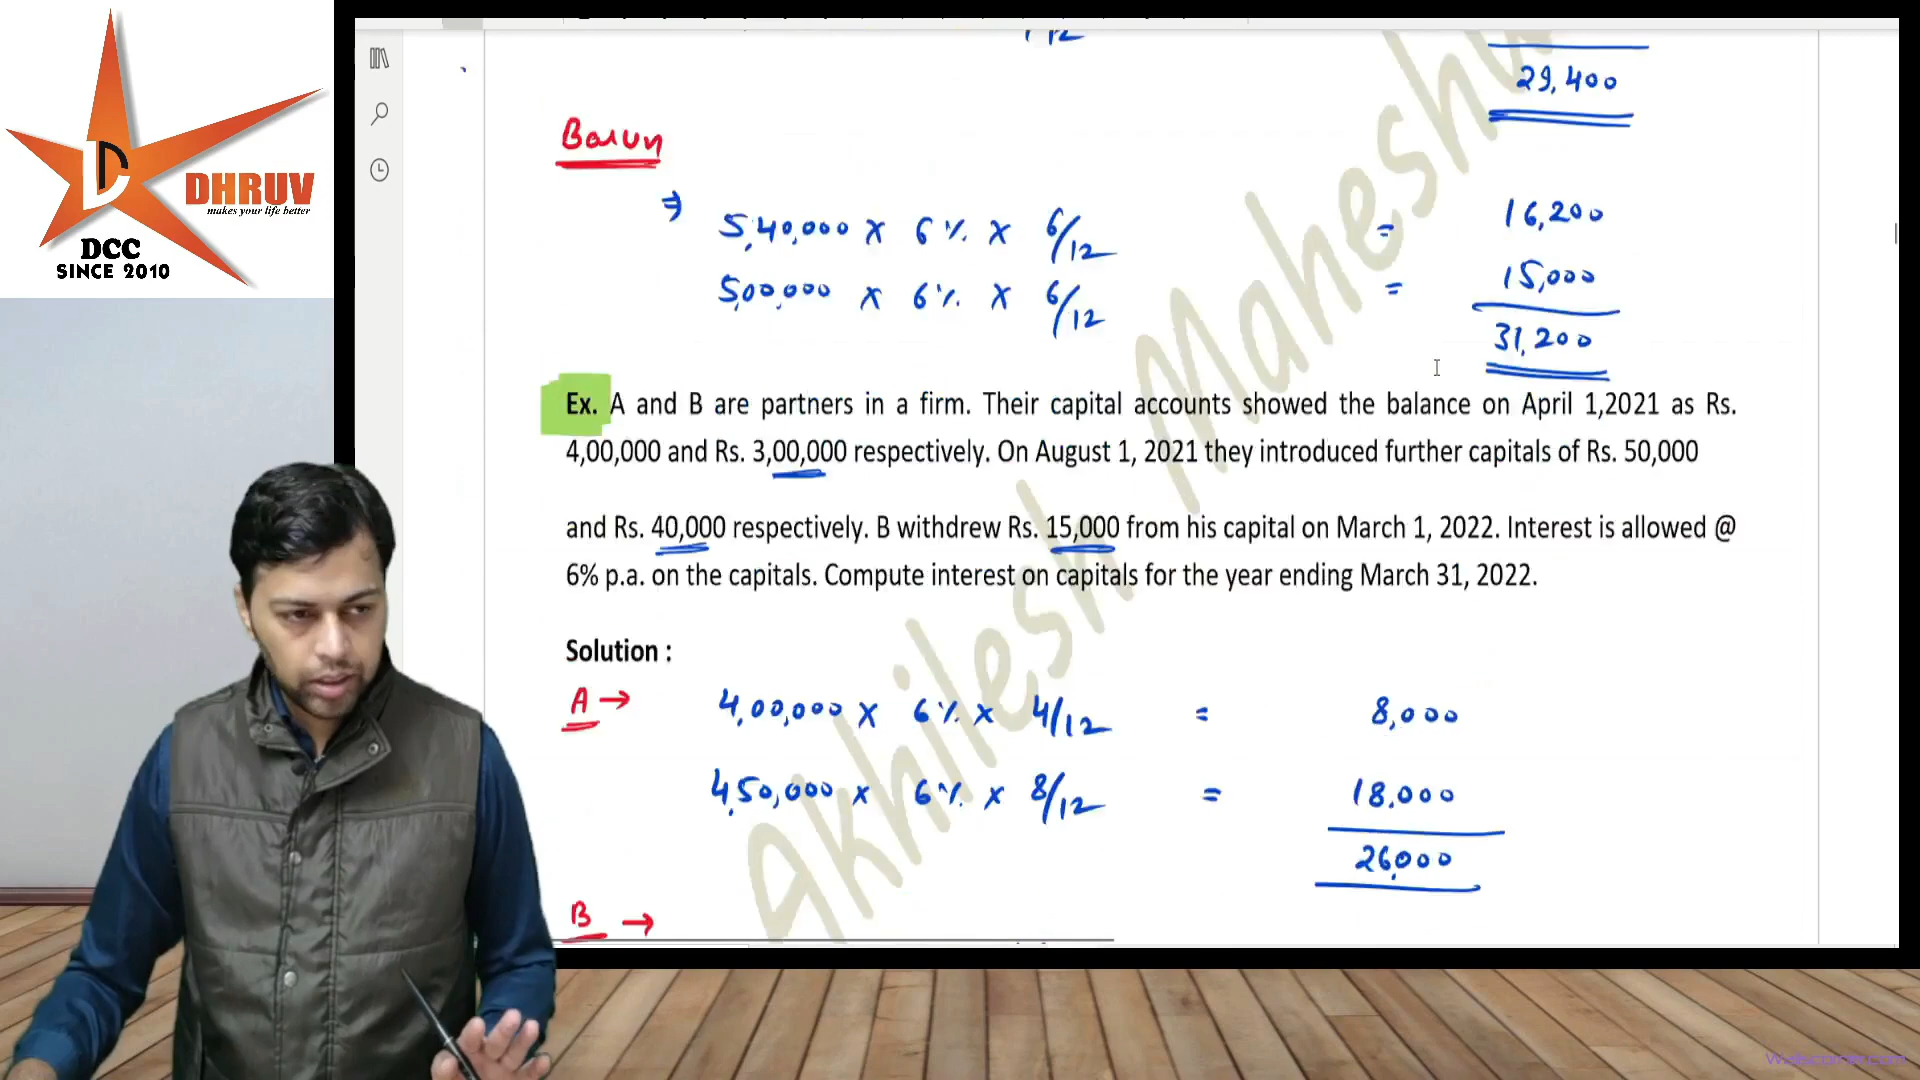 29,400
Barun
⇒ 5,40,000 x 6% x 6/12 = 16,200
5,00,000 x 6% x 6/12 = 15,000
31,200
Ex. A and B are partners in a firm. Their capital accounts showed the balance on April 1,2021 as Rs.
4,00,000 and Rs. 3,00,000 respectively. On August 1, 2021 they introduced further capitals of Rs. 50,000
and Rs. 40,000 respectively. B withdrew Rs. 15,000 from his capital on March 1, 2022. Interest is allowed @
6% p.a. on the capitals. Compute interest on capitals for the year ending March 31, 2022.
Solution :
A → 4,00,000 x 6% x 4/12 = 8,000
4,50,000 x 6% x 8/12 = 18,000
26,000
B →
Akhilesh
DC
DHRUV
makes your life better
DCC
SINCE 2010